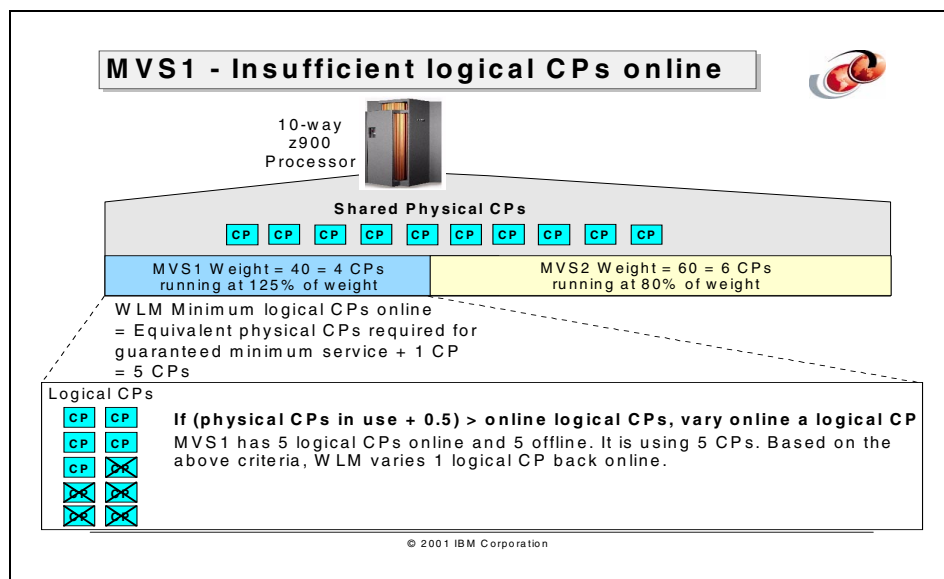 MVS1 - Insufficient logical CPs online
10-way
z900
Processor
Shared Physical CPs
CP CP CP CP CP CP CP CP CP CP
MVS1 Weight = 40 = 4 CPs
running at 125% of weight
MVS2 Weight = 60 = 6 CPs
running at 80% of weight
WLM Minimum logical CPs online
= Equivalent physical CPs required for
guaranteed minimum service + 1 CP
= 5 CPs
Logical CPs
CP CP
CP CP
CP CP
CP CP
CP CP
If (physical CPs in use + 0.5) > online logical CPs, vary online a logical CP
MVS1 has 5 logical CPs online and 5 offline. It is using 5 CPs. Based on the
above criteria, WLM varies 1 logical CP back online.
© 2001 IBM Corporation